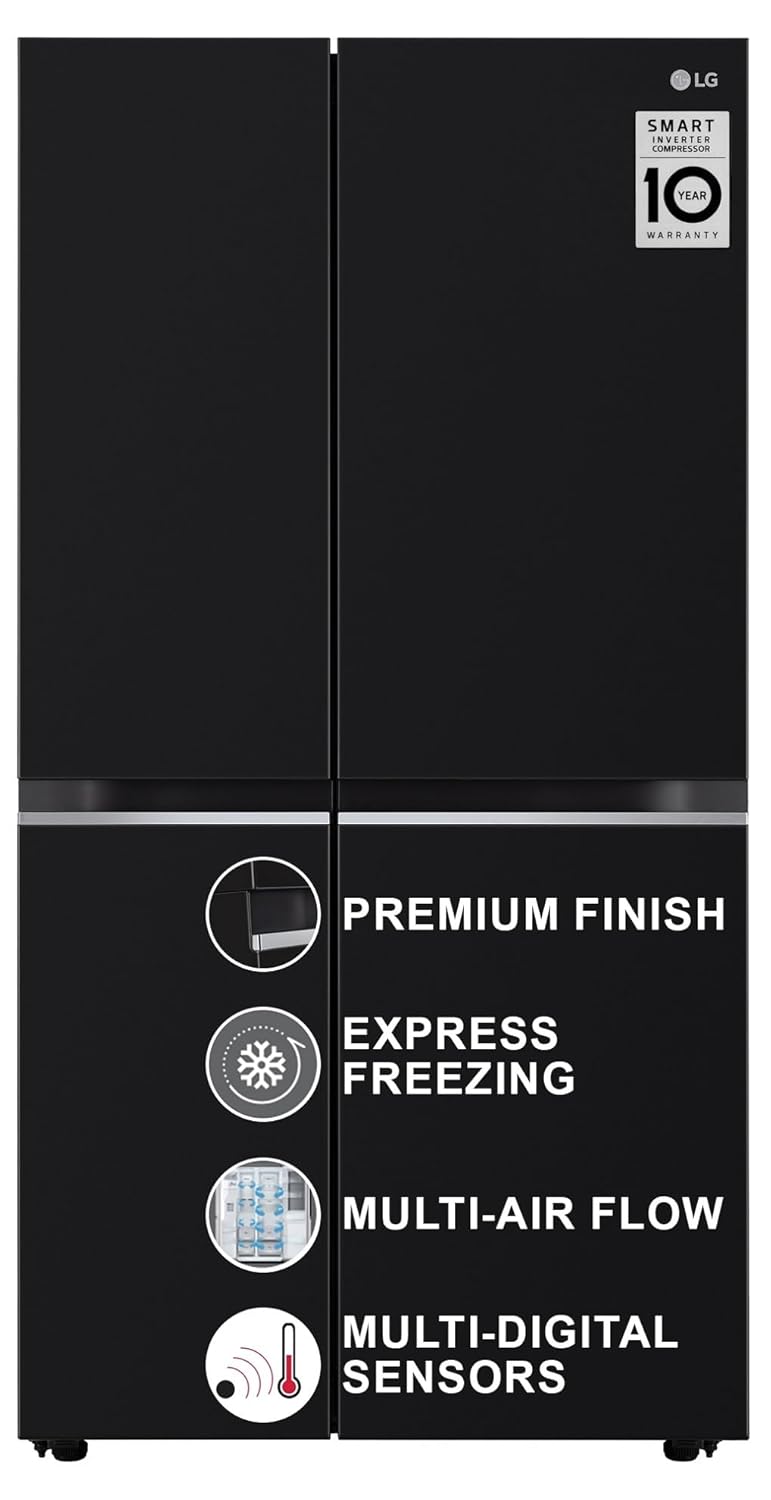 LG
SMART
INVERTER
COMPRESSOR
10
YEAR
WARRANTY
PREMIUM FINISH
EXPRESS
FREEZING
MULTI-AIR FLOW
MULTI-DIGITAL
SENSORS